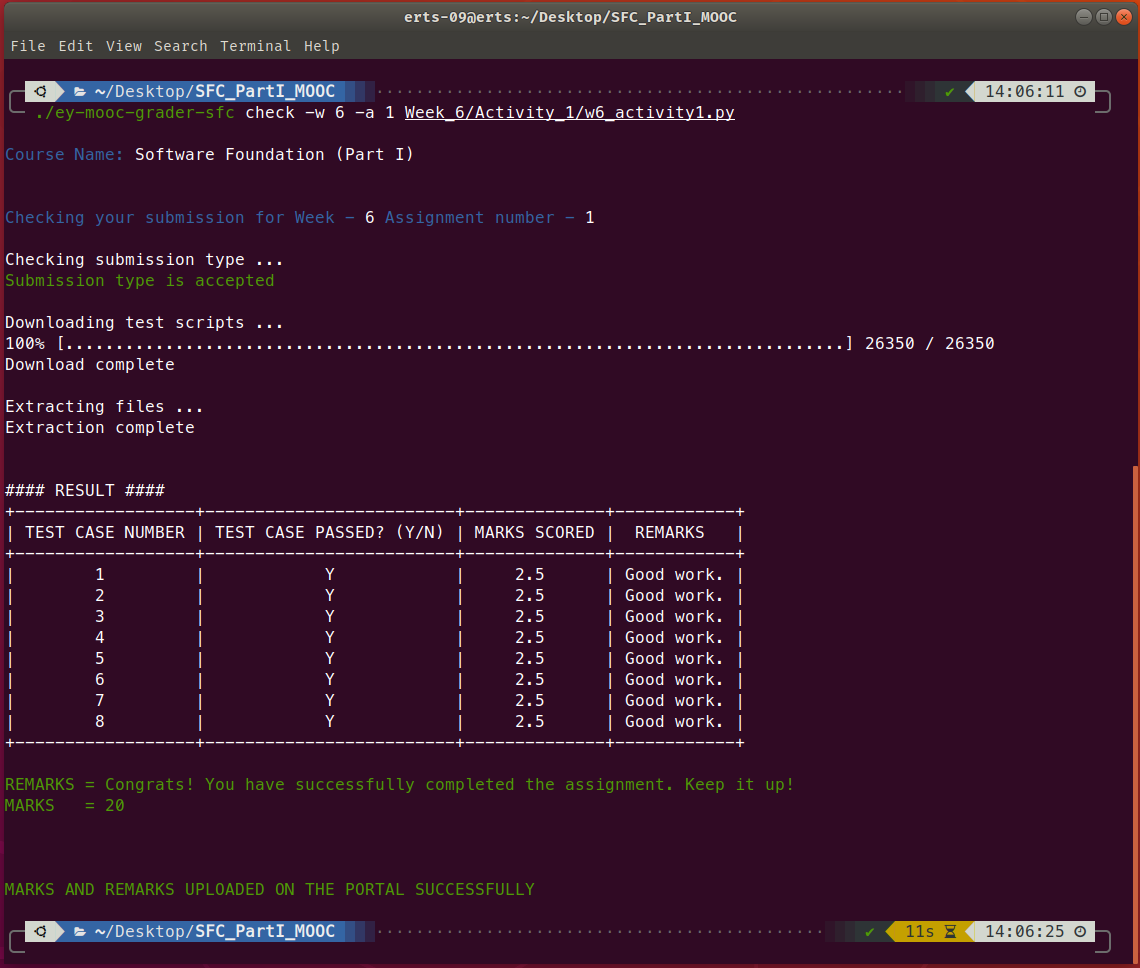 erts-09@erts:~/Desktop/SFC_PartI_MOOC
File Edit View Search Terminal Help
~/Desktop/SFC_PartI_MOOC ✔ 14:06:11
./ey-mooc-grader-sfc check -w 6 -a 1 Week_6/Activity_1/w6_activity1.py
Course Name: Software Foundation (Part I)
Checking your submission for Week - 6 Assignment number - 1
Checking submission type ...
Submission type is accepted
Downloading test scripts ...
100% [..............................................................................] 26350 / 26350
Download complete
Extracting files ...
Extraction complete
#### RESULT ####
+------------------+-------------------------+--------------+------------+
| TEST CASE NUMBER | TEST CASE PASSED? (Y/N) | MARKS SCORED |  REMARKS   |
+------------------+-------------------------+--------------+------------+
|        1         |            Y            |     2.5      | Good work. |
|        2         |            Y            |     2.5      | Good work. |
|        3         |            Y            |     2.5      | Good work. |
|        4         |            Y            |     2.5      | Good work. |
|        5         |            Y            |     2.5      | Good work. |
|        6         |            Y            |     2.5      | Good work. |
|        7         |            Y            |     2.5      | Good work. |
|        8         |            Y            |     2.5      | Good work. |
+------------------+-------------------------+--------------+------------+
REMARKS = Congrats! You have successfully completed the assignment. Keep it up!
MARKS   = 20
MARKS AND REMARKS UPLOADED ON THE PORTAL SUCCESSFULLY
~/Desktop/SFC_PartI_MOOC ✔ 11s 14:06:25